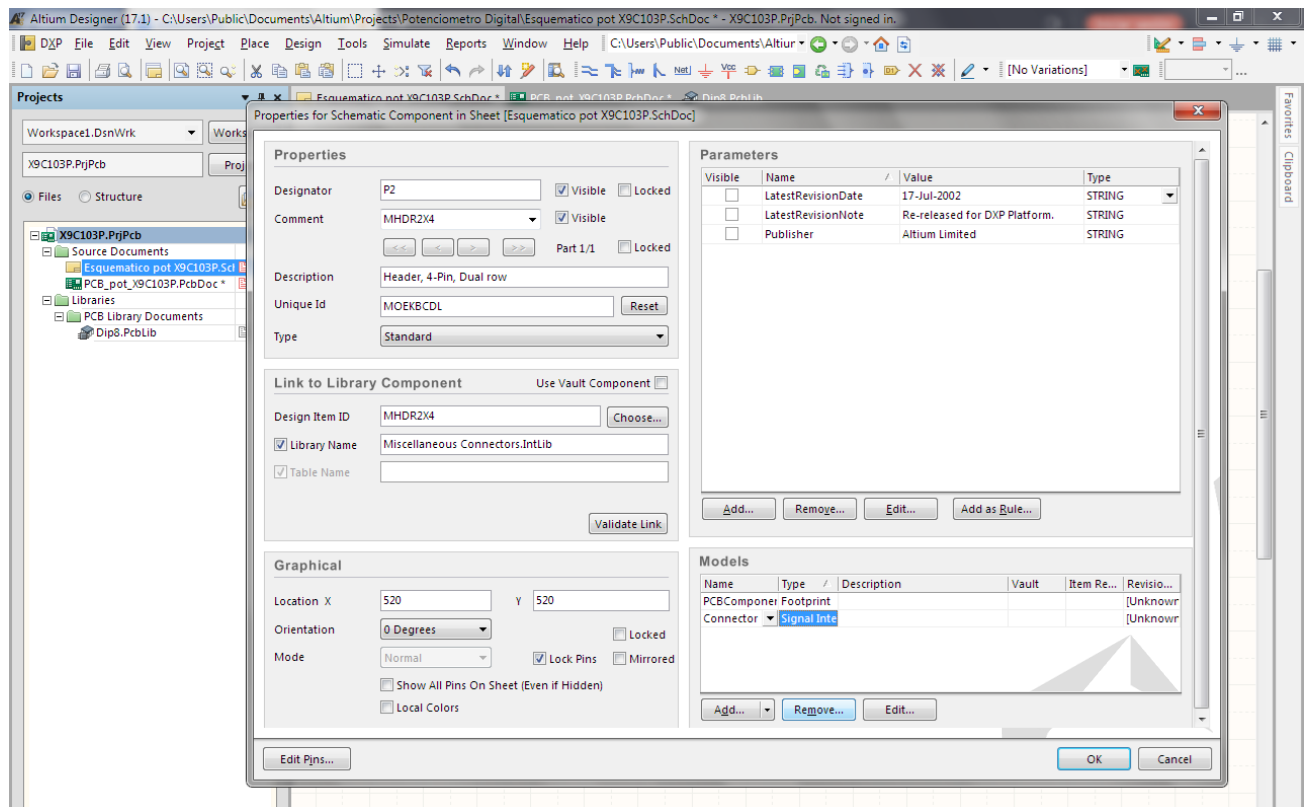 Altium Designer (17.1) - C:\Users\Public\Documents\Altium\Projects\Potenciometro Digital\Esquematico pot X9C103P.SchDoc * - X9C103P.PrjPcb. Not signed in.
DXP File Edit View Project Place Design Tools Simulate Reports Window Help C:\Users\Public\Documents\Altiur
[No Variations]
Projects
Esquematico pot X9C103P.SchDoc * PCB_pot_X9C103P.PcbDoc * Dip8.PcbLib
Workspace1.DsnWrk Works
X9C103P.PrjPcb Proj
Files Structure
X9C103P.PrjPcb
Source Documents
Esquematico pot X9C103P.Scl
PCB_pot_X9C103P.PcbDoc *
Libraries
PCB Library Documents
Dip8.PcbLib
Favorites
Clipboard
Properties for Schematic Component in Sheet [Esquematico pot X9C103P.SchDoc]
Properties
Designator P2 Visible Locked
Comment MHDR2X4 Visible
<< < > >> Part 1/1 Locked
Description Header, 4-Pin, Dual row
Unique Id MOEKBCDL Reset
Type Standard
Link to Library Component Use Vault Component
Design Item ID MHDR2X4 Choose...
Library Name Miscellaneous Connectors.IntLib
Table Name
Validate Link
Graphical
Location X 520 Y 520
Orientation 0 Degrees Locked
Mode Normal Lock Pins Mirrored
Show All Pins On Sheet (Even if Hidden)
Local Colors
Parameters
Visible Name Value Type
LatestRevisionDate 17-Jul-2002 STRING
LatestRevisionNote Re-released for DXP Platform. STRING
Publisher Altium Limited STRING
Add... Remove... Edit... Add as Rule...
Models
Name Type Description Vault Item Re... Revisio...
PCBComponer Footprint [Unknowr
Connector Signal Inte [Unknowr
Add... Remove... Edit...
Edit Pins... OK Cancel